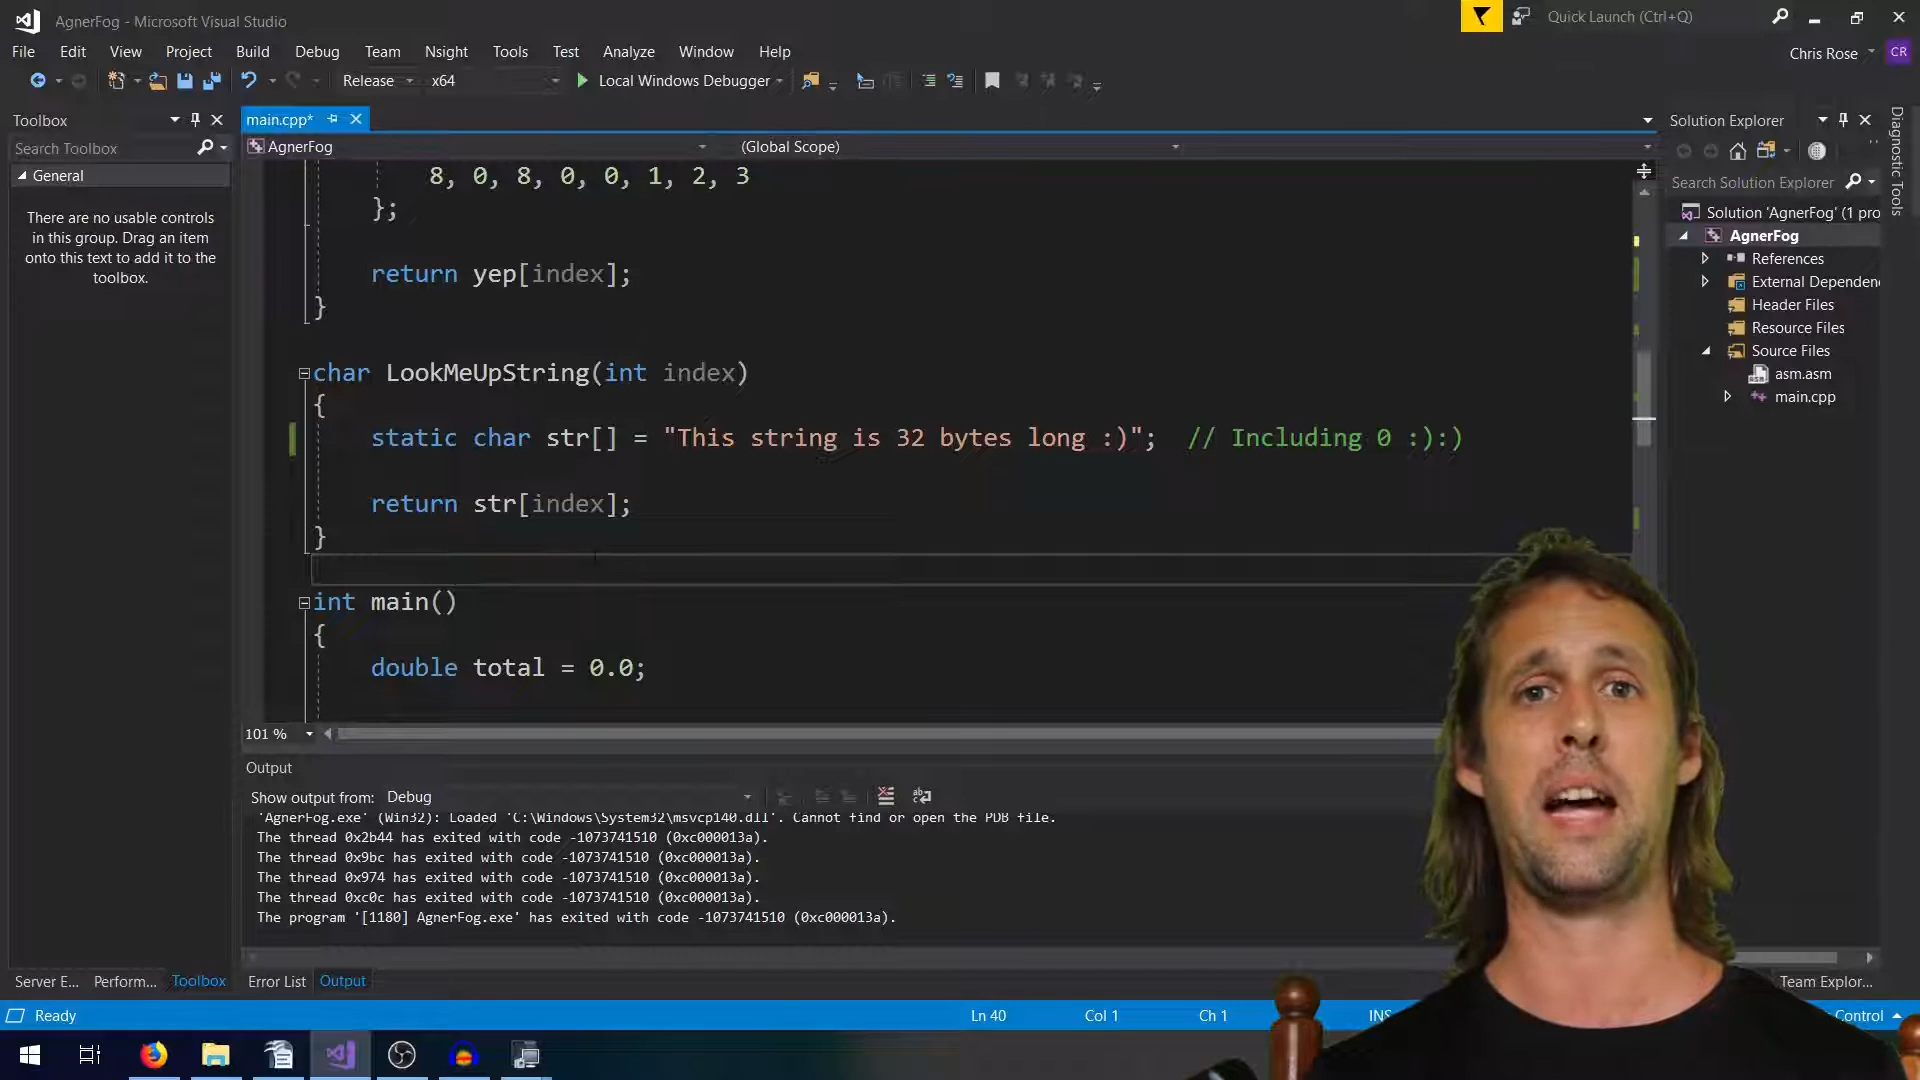 AgnerFog - Microsoft Visual Studio
Quick Launch (Ctrl+Q)
File Edit View Project Build Debug Team Nsight Tools Test Analyze Window Help
Chris Rose CR
Release x64 Local Windows Debugger
Toolbox
main.cpp*
Solution Explorer
Diagnostic Tools
Search Toolbox
AgnerFog
(Global Scope)
General
8, 0, 8, 0, 0, 1, 2, 3
Search Solution Explorer
There are no usable controls
in this group. Drag an item
onto this text to add it to the
toolbox.
};
return yep[index];
}
Solution 'AgnerFog' (1 pro
AgnerFog
References
External Dependen
Header Files
Resource Files
Source Files
asm.asm
main.cpp
char LookMeUpString(int index)
{
static char str[] = "This string is 32 bytes long :)"; // Including 0 :):)
return str[index];
}
int main()
{
double total = 0.0;
101 %
Output
Show output from: Debug
'AgnerFog.exe' (Win32): Loaded 'C:\Windows\System32\msvcp140.dll'. Cannot find or open the PDB file.
The thread 0x2b44 has exited with code -1073741510 (0xc000013a).
The thread 0x9bc has exited with code -1073741510 (0xc000013a).
The thread 0x974 has exited with code -1073741510 (0xc000013a).
The thread 0xc0c has exited with code -1073741510 (0xc000013a).
The program '[1180] AgnerFog.exe' has exited with code -1073741510 (0xc000013a).
Server E... Perform... Toolbox
Error List Output
Team Explor...
Ready
Ln 40 Col 1 Ch 1 INS
Control